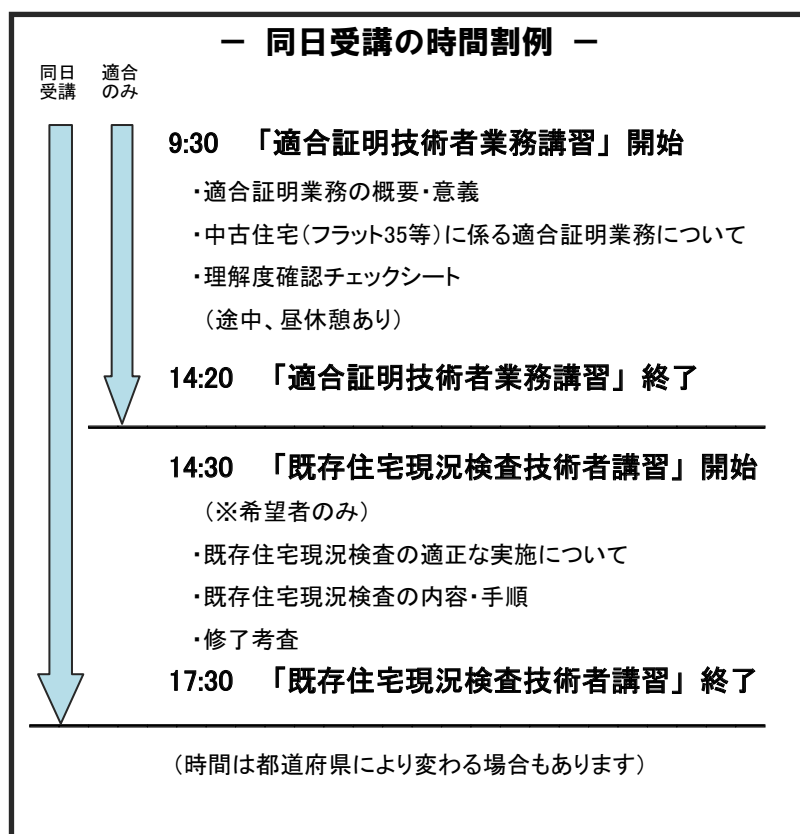 － 同日受講の時間割例 －
同日
受講
適合
のみ
9:30 「適合証明技術者業務講習」開始
・適合証明業務の概要・意義
・中古住宅(フラット35等)に係る適合証明業務について
・理解度確認チェックシート
（途中、昼休憩あり）
14:20 「適合証明技術者業務講習」終了
14:30 「既存住宅現況検査技術者講習」開始
（※希望者のみ）
・既存住宅現況検査の適正な実施について
・既存住宅現況検査の内容・手順
・修了考査
17:30 「既存住宅現況検査技術者講習」終了
（時間は都道府県により変わる場合もあります）